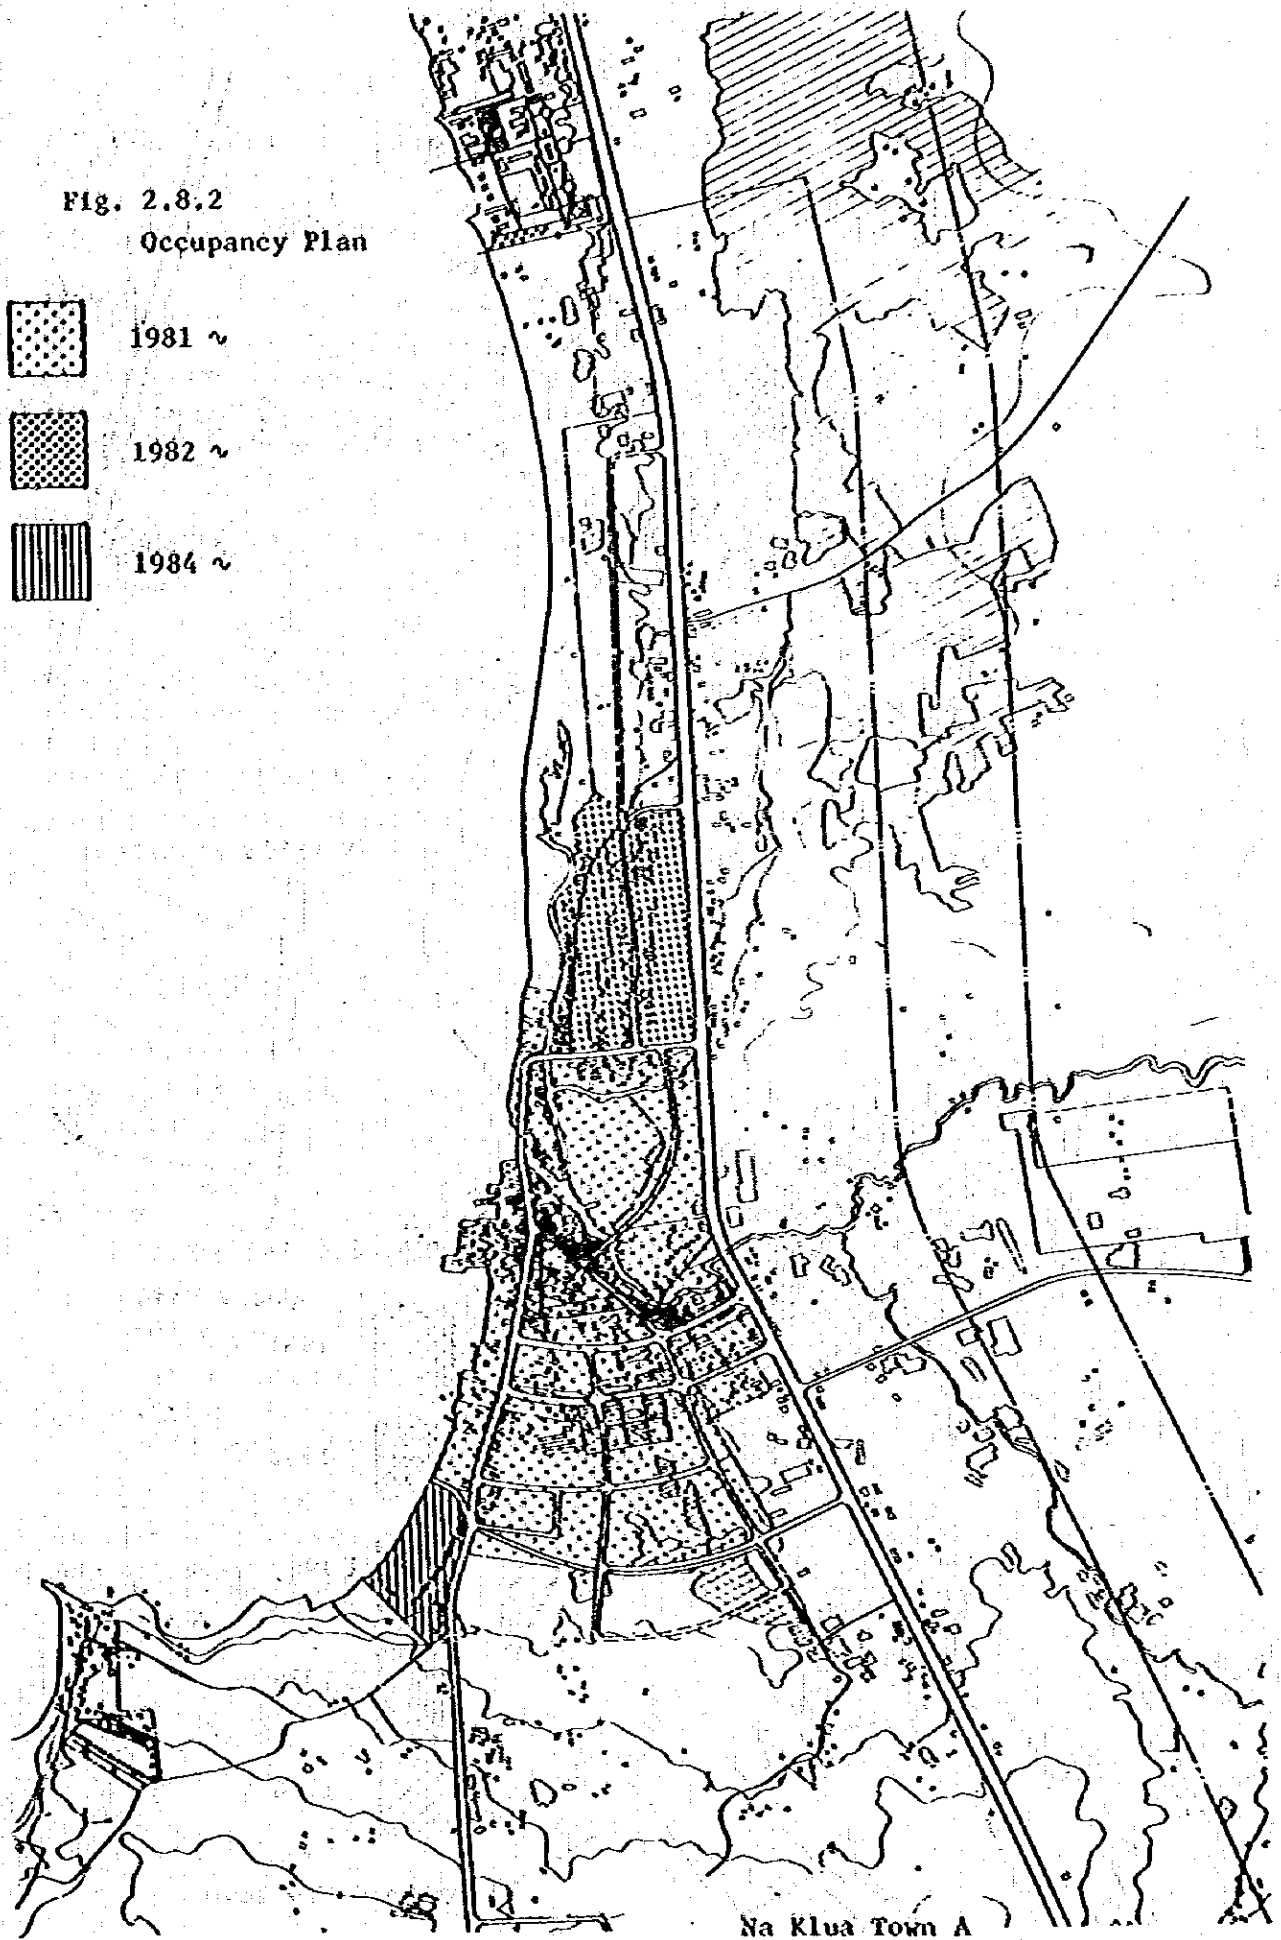 Fig. 2.8.2
Occupancy Plan
1981 ~
1982 ~
1984 ~
Na Klua Town A